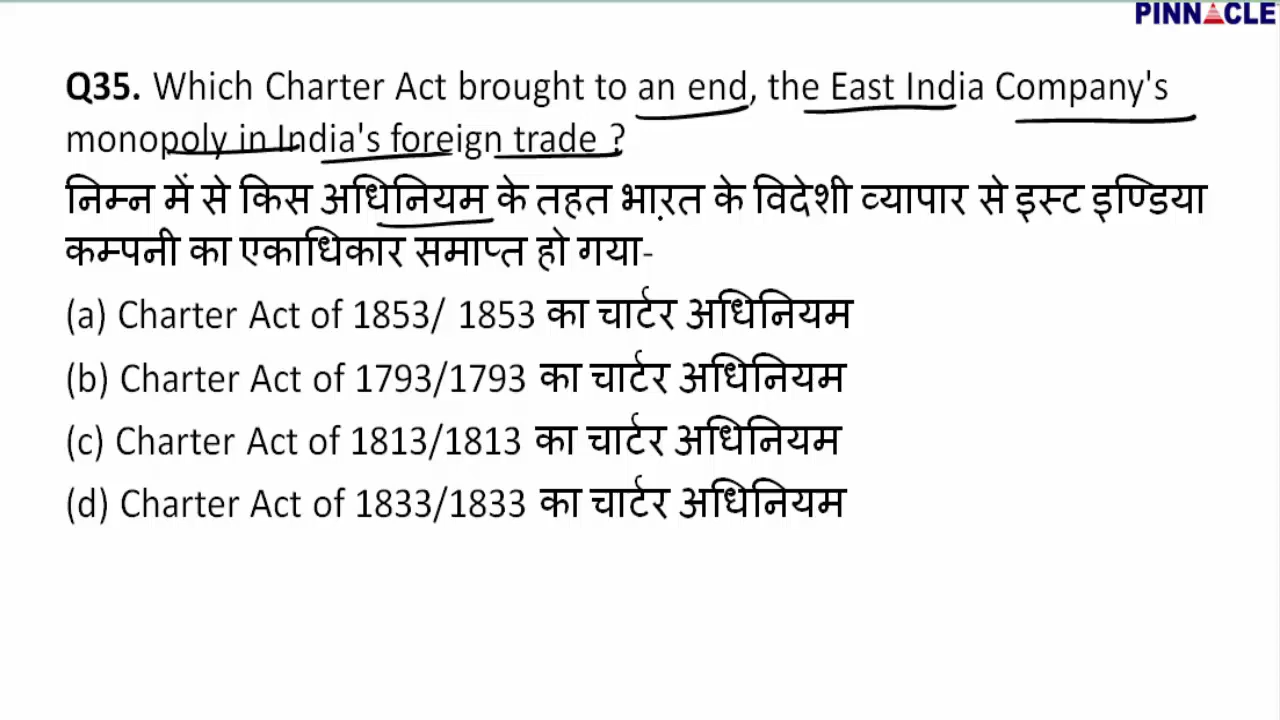 PINNACLE
Q35. Which Charter Act brought to an end, the East India Company's
monopoly in India's foreign trade ?
निम्न में से किस अधिनियम के तहत भाऱत के विदेशी व्यापार से इस्ट इण्डिया
कम्पनी का एकाधिकार समाप्त हो गया-
(a) Charter Act of 1853/ 1853 का चार्टर अधिनियम
(b) Charter Act of 1793/1793 का चार्टर अधिनियम
(c) Charter Act of 1813/1813 का चार्टर अधिनियम
(d) Charter Act of 1833/1833 का चार्टर अधिनियम